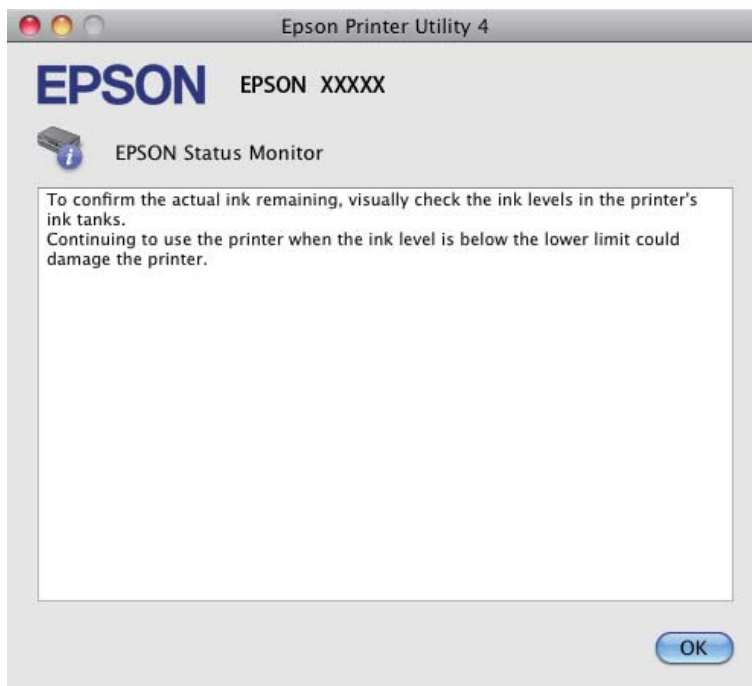 Epson Printer Utility 4
EPSON EPSON XXXXX
EPSON Status Monitor
To confirm the actual ink remaining, visually check the ink levels in the printer's
ink tanks.
Continuing to use the printer when the ink level is below the lower limit could
damage the printer.
OK